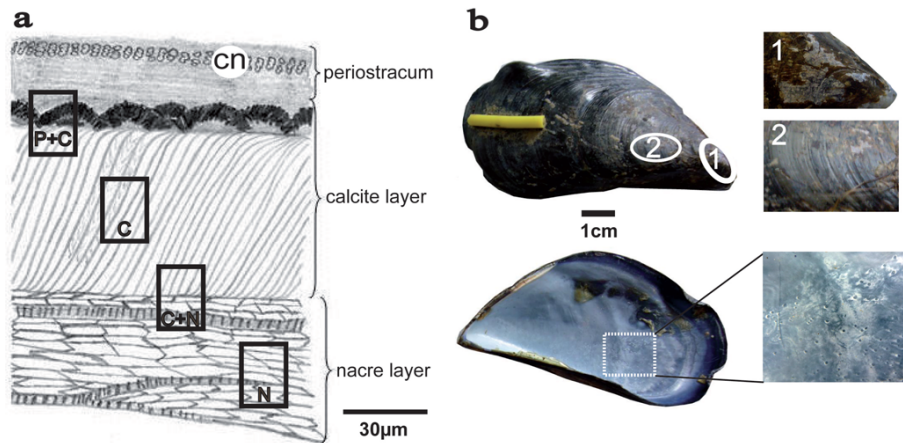 a
cn
periostracum
P+C
C
calcite layer
C+N
N
nacre layer
30µm
b
1
2
1cm
1
2